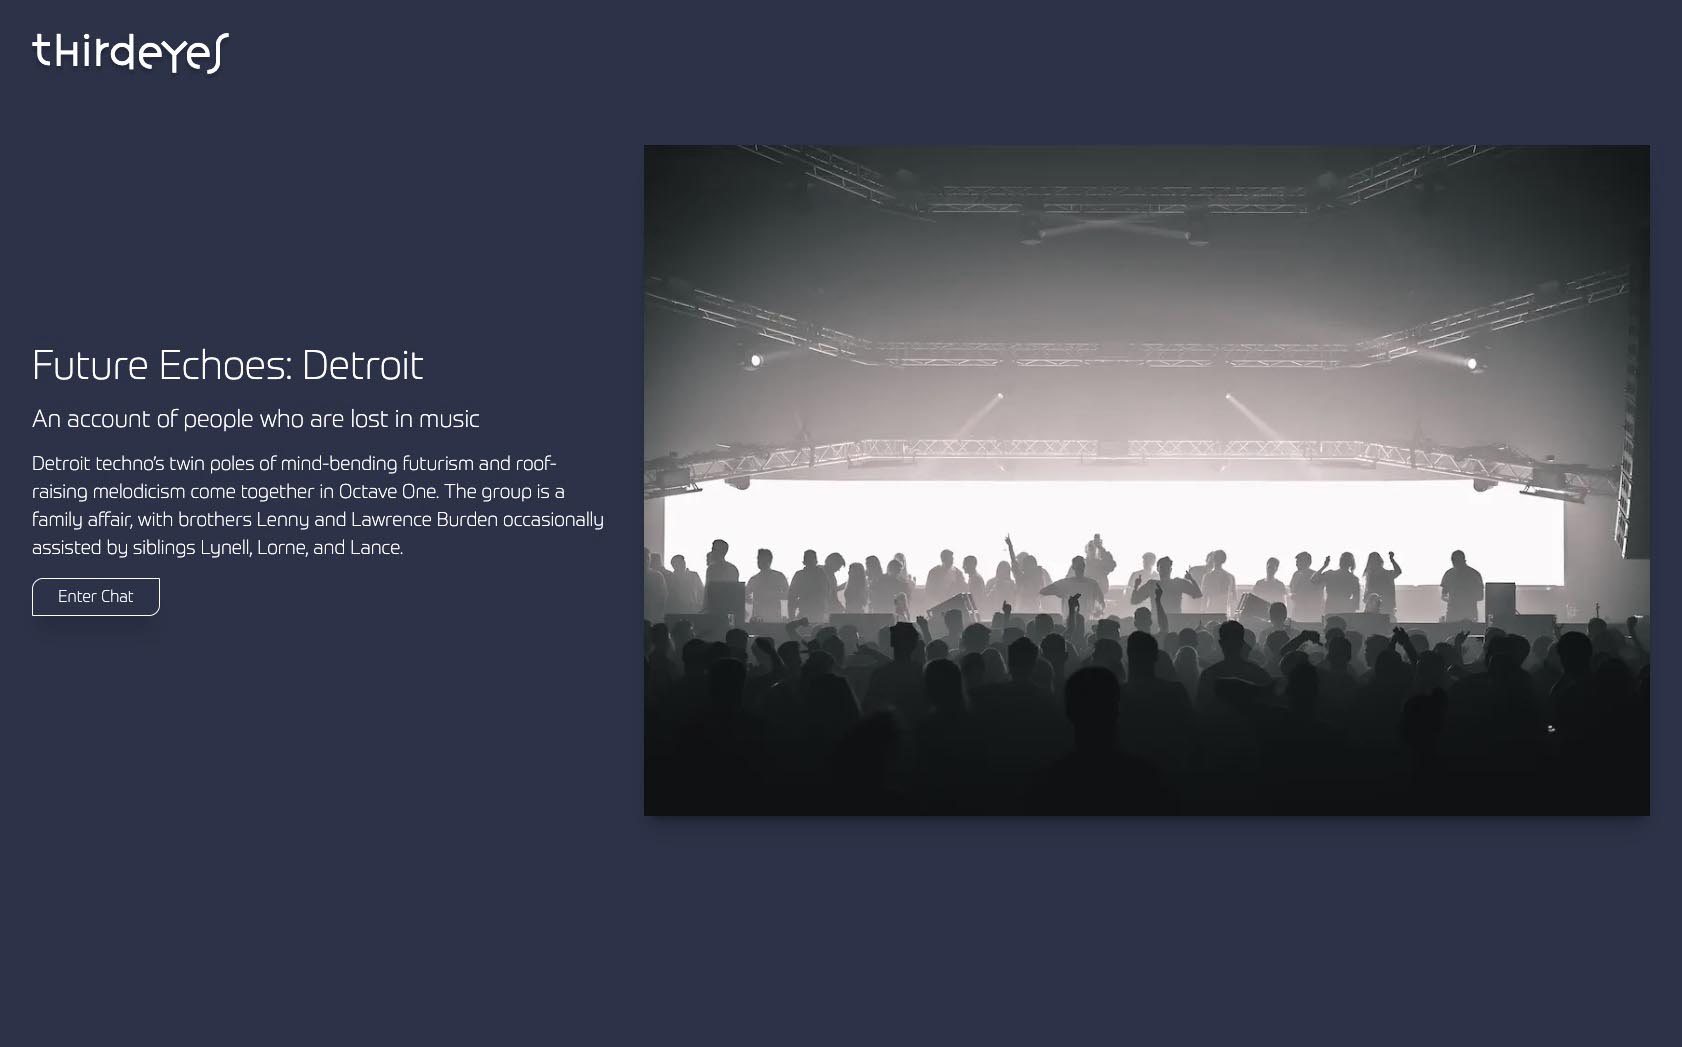 thirdeyes
Future Echoes: Detroit
An account of people who are lost in music
Detroit techno's twin poles of mind-bending futurism and roof-
raising melodicism come together in Octave One. The group is a
family affair, with brothers Lenny and Lawrence Burden occasionally
assisted by siblings Lynell, Lorne, and Lance.
Enter Chat